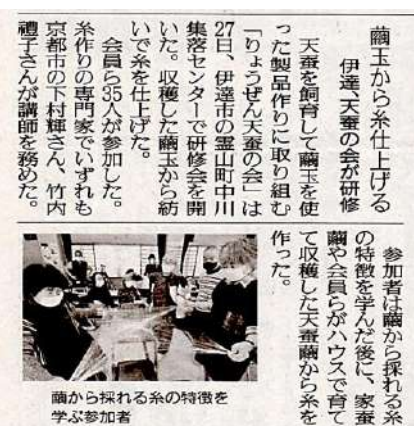 繭玉から糸仕上げる
伊達、天蚕の会が研修
天蚕を飼育して繭玉を使
った製品作りに取り組む
「りょうぜん天蚕の会」は
27日、伊達市の霊山町中川
集落センターで研修会を開
いた。収穫した繭玉から紡
いで糸を仕上げた。
会員ら35人が参加した。
糸作りの専門家でいずれも
京都市の下村輝さん、竹内
禮子さんが講師を務めた。
参加者は繭から採れる糸
の特徴を学んだ後に、家蚕
繭や会員らがハウスで育て
て収穫した天蚕繭から糸を
作った。
繭から採れる糸の特徴を
学ぶ参加者